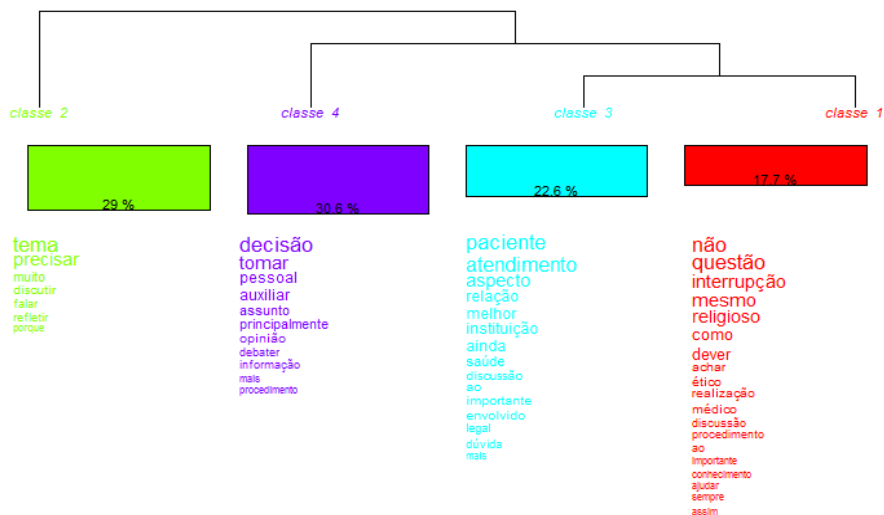 classe 2
classe 4
classe 3
classe 1
29 %
30.6 %
22.6 %
17.7 %
tema
precisar
muito
discutir
falar
refletir
porque
decisão
tomar
pessoal
auxiliar
assunto
principalmente
opinião
debater
informação
mais
procedimento
paciente
atendimento
aspecto
relação
melhor
instituição
ainda
saúde
discussão
ao
importante
envolvido
legal
dúvida
mais
não
questão
interrupção
mesmo
religioso
como
dever
achar
ético
realização
médico
discussão
procedimento
ao
importante
conhecimento
ajudar
sempre
assim